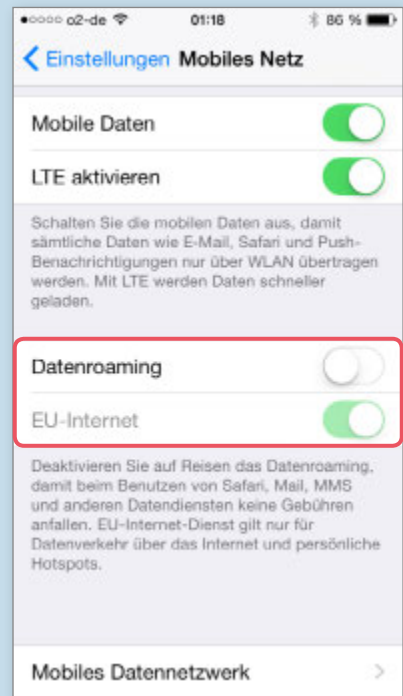 o2-de 01:18 86 %
Einstellungen Mobiles Netz
Mobile Daten
LTE aktivieren
Schalten Sie die mobilen Daten aus, damit
sämtliche Daten wie E-Mail, Safari und Push-
Benachrichtigungen nur über WLAN übertragen
werden. Mit LTE werden Daten schneller
geladen.
Datenroaming
EU-Internet
Deaktivieren Sie auf Reisen das Datenroaming,
damit beim Benutzen von Safari, Mail, MMS
und anderen Datendiensten keine Gebühren
anfallen. EU-Internet-Dienst gilt nur für
Datenverkehr über das Internet und persönliche
Hotspots.
Mobiles Datennetzwerk